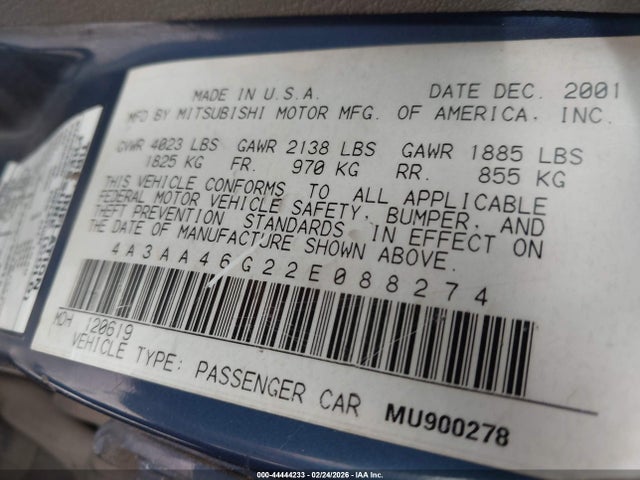 MADE IN U.S.A. DATE DEC. 2001
MFD BY MITSUBISHI MOTOR MFG. OF AMERICA, INC.
GVWR 4023 LBS GAWR 2138 LBS GAWR 1885 LBS
1825 KG FR. 970 KG RR. 855 KG
THIS VEHICLE CONFORMS TO ALL APPLICABLE
FEDERAL MOTOR VEHICLE SAFETY, BUMPER, AND
THEFT PREVENTION STANDARDS IN EFFECT ON
THE DATE OF MANUFACTURE SHOWN ABOVE.
4A3AA46G22E088274
MDH 120619
VEHICLE TYPE: PASSENGER CAR MU900278
000-44444233 - 02/24/2026 - IAA Inc.